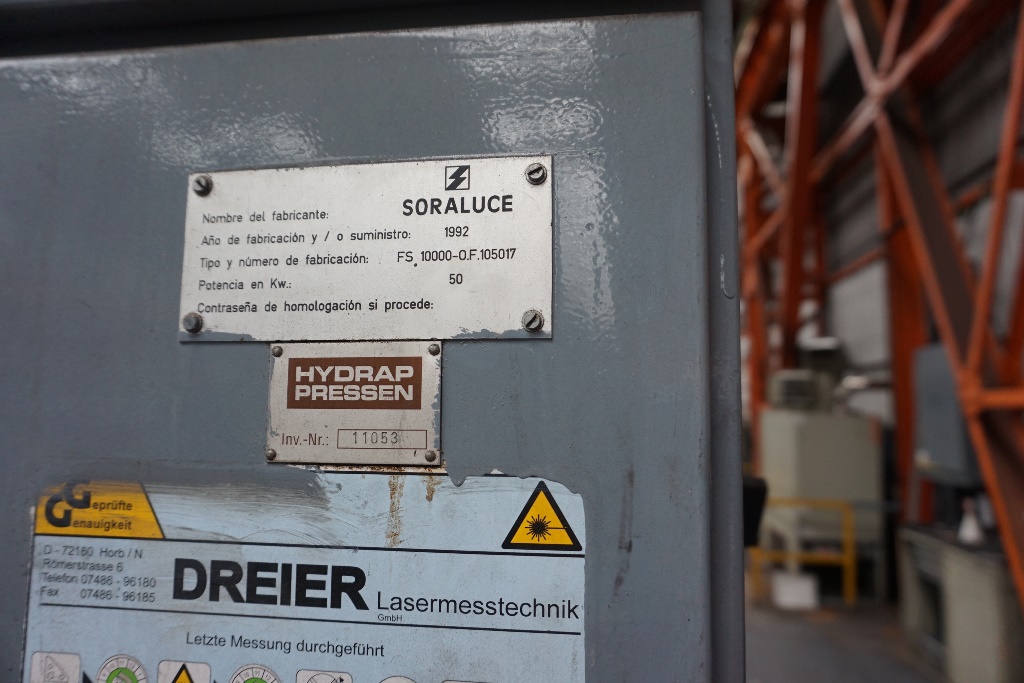 SORALUCE
Nombre del fabricante:
Año de fabricación y / o suministro: 1992
Tipo y número de fabricación: FS. 10000-O.F.105017
Potencia en Kw.: 50
Contraseña de homologación si procede:
HYDRAP
PRESSEN
Inv.-Nr.: 11053
GG
Geprüfte
Genauigkeit
D - 72160 Horb / N
Römerstrasse 6
Telefon 07486 - 96180
Fax 07486 - 96185
DREIER Lasermesstechnik
GmbH
Letzte Messung durchgeführt